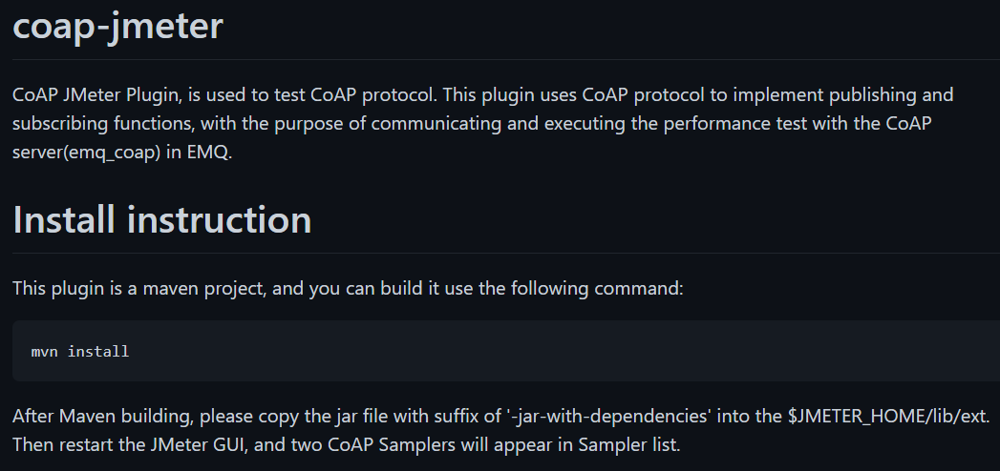 coap-jmeter
CoAP JMeter Plugin, is used to test CoAP protocol. This plugin uses CoAP protocol to implement publishing and
subscribing functions, with the purpose of communicating and executing the performance test with the CoAP
server(emq_coap) in EMQ.
Install instruction
This plugin is a maven project, and you can build it use the following command:
mvn install
After Maven building, please copy the jar file with suffix of '-jar-with-dependencies' into the $JMETER_HOME/lib/ext.
Then restart the JMeter GUI, and two CoAP Samplers will appear in Sampler list.